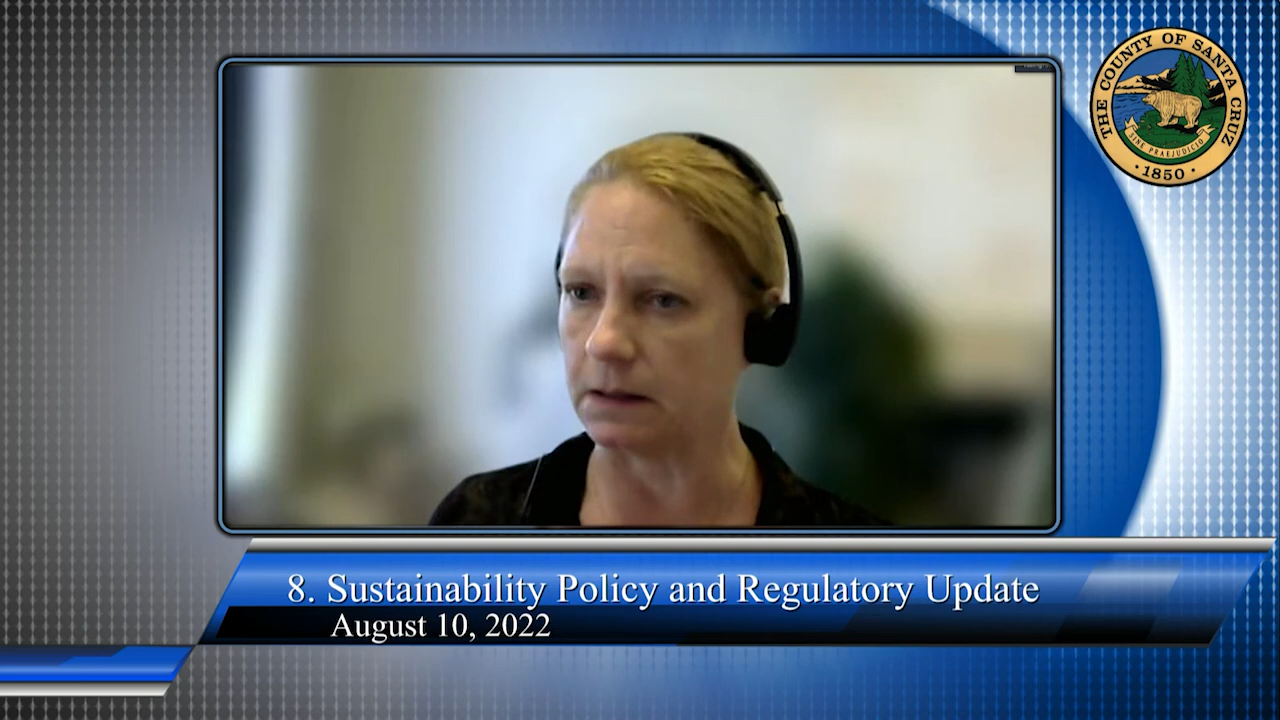 THE COUNTY OF SANTA CRUZ
SINE PRAEJUDICIO
• 1850 •
8. Sustainability Policy and Regulatory Update
August 10, 2022